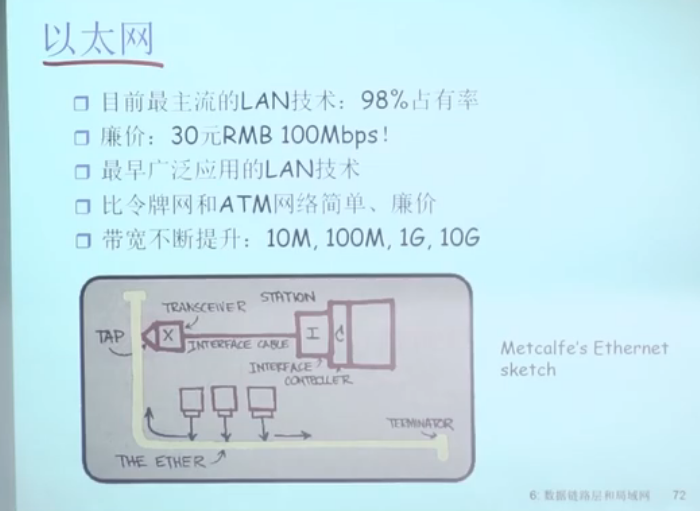 以太网
目前最主流的LAN技术：98%占有率
廉价：30元RMB 100Mbps！
最早广泛应用的LAN技术
比令牌网和ATM网络简单、廉价
带宽不断提升：10M, 100M, 1G, 10G
STATION
TRANSCEIVER
TAP
X
I
C
INTERFACE CABLE
INTERFACE
CONTROLLER
TERMINATOR
THE ETHER
Metcalfe's Ethernet
sketch
6: 数据链路层和局域网 72